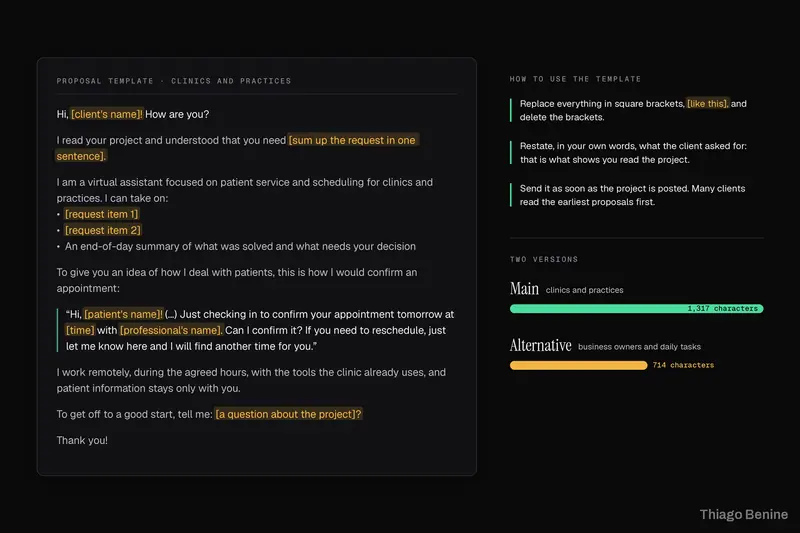 PROPOSAL TEMPLATE · CLINICS AND PRACTICES
Hi, [client's name]! How are you?
I read your project and understood that you need [sum up the request in one
sentence].
I am a virtual assistant focused on patient service and scheduling for clinics and
practices. I can take on:
• [request item 1]
• [request item 2]
• An end-of-day summary of what was solved and what needs your decision
To give you an idea of how I deal with patients, this is how I would confirm an
appointment:
“Hi, [patient's name]! (…) Just checking in to confirm your appointment tomorrow at
[time] with [professional's name]. Can I confirm it? If you need to reschedule, just
let me know here and I will find another time for you.”
I work remotely, during the agreed hours, with the tools the clinic already uses, and
patient information stays only with you.
To get off to a good start, tell me: [a question about the project]?
Thank you!
HOW TO USE THE TEMPLATE
Replace everything in square brackets, [like this], and
delete the brackets.
Restate, in your own words, what the client asked for:
that is what shows you read the project.
Send it as soon as the project is posted. Many clients
read the earliest proposals first.
TWO VERSIONS
Main clinics and practices
1,317 characters
Alternative business owners and daily tasks
714 characters
Thiago Benine